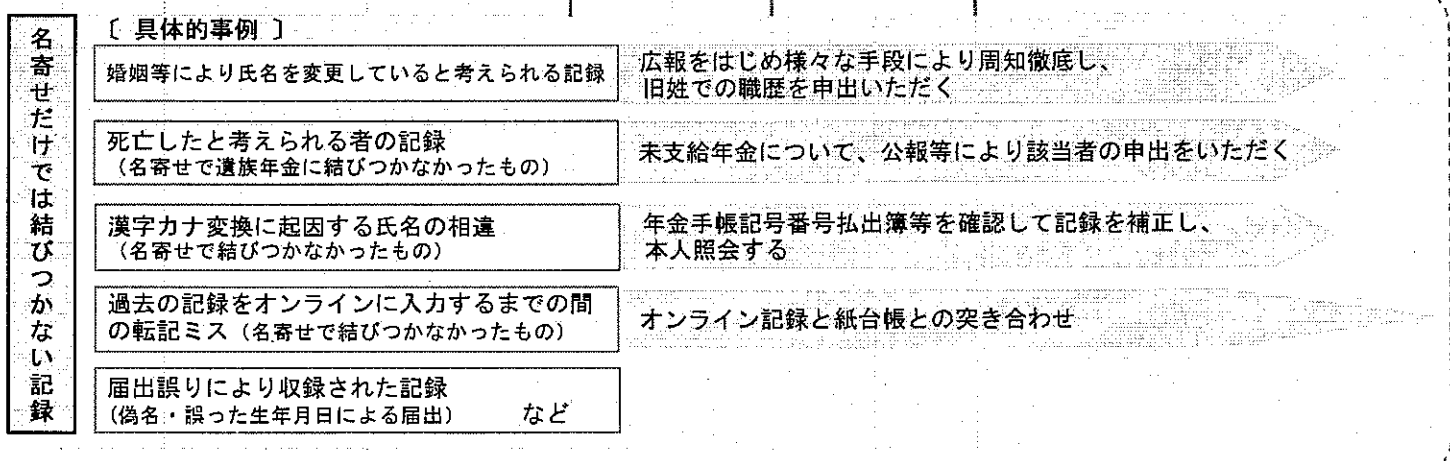 名寄せだけでは結びつかない記録
〔 具体的事例 〕
婚姻等により氏名を変更していると考えられる記録
広報をはじめ様々な手段により周知徹底し、
旧姓での職歴を申出いただく
死亡したと考えられる者の記録
（名寄せで遺族年金に結びつかなかったもの）
未支給年金について、公報等により該当者の申出をいただく
漢字カナ変換に起因する氏名の相違
（名寄せで結びつかなかったもの）
年金手帳記号番号払出簿等を確認して記録を補正し、
本人照会する
過去の記録をオンラインに入力するまでの間
の転記ミス（名寄せで結びつかなかったもの）
オンライン記録と紙台帳との突き合わせ
届出誤りにより収録された記録
（偽名・誤った生年月日による届出） など